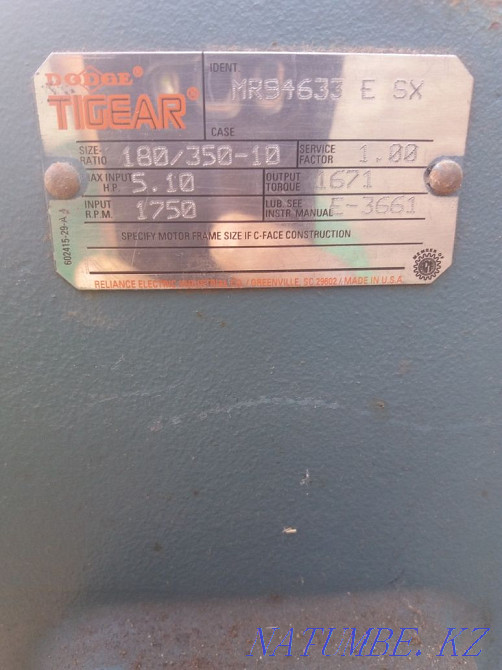 DODGE®
TIGEAR®
IDENT.
MR94633 E SX
CASE
SIZE-RATIO 180/350-10
SERVICE FACTOR 1.00
MAX INPUT H.P. 5.10
OUTPUT TORQUE 1671
INPUT R.P.M. 1750
LUB. SEE INSTR. MANUAL E-3661
SPECIFY MOTOR FRAME SIZE IF C-FACE CONSTRUCTION
RELIANCE ELECTRIC / GREENVILLE, SC 29602 / MADE IN U.S.A.
602415-29-A
NATUMBE.KZ